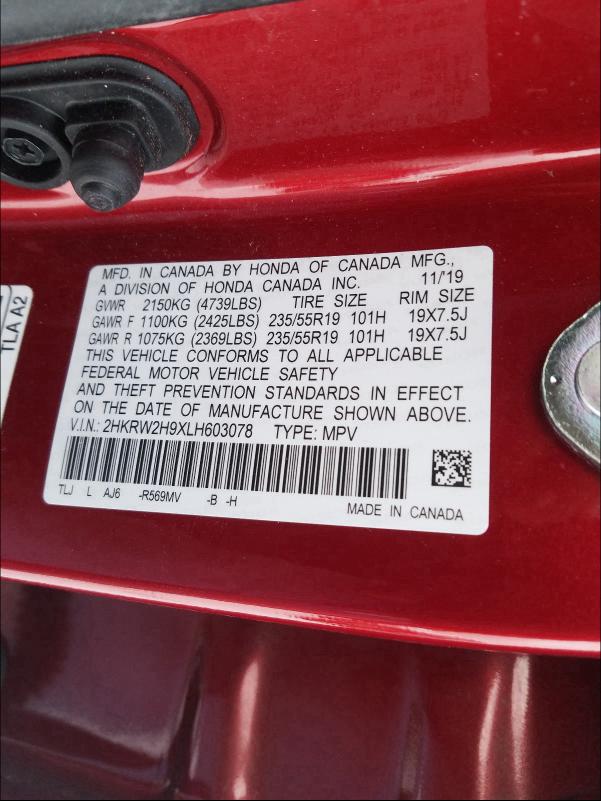 MFD. IN CANADA BY HONDA OF CANADA MFG.,
A DIVISION OF HONDA CANADA INC. 11/'19
GVWR 2150KG (4739LBS) TIRE SIZE RIM SIZE
GAWR F 1100KG (2425LBS) 235/55R19 101H 19X7.5J
GAWR R 1075KG (2369LBS) 235/55R19 101H 19X7.5J
THIS VEHICLE CONFORMS TO ALL APPLICABLE
FEDERAL MOTOR VEHICLE SAFETY
AND THEFT PREVENTION STANDARDS IN EFFECT
ON THE DATE OF MANUFACTURE SHOWN ABOVE.
V.I.N.: 2HKRW2H9XLH603078 TYPE: MPV
TLJ L AJ6 -R569MV -B -H
MADE IN CANADA
TLA A2